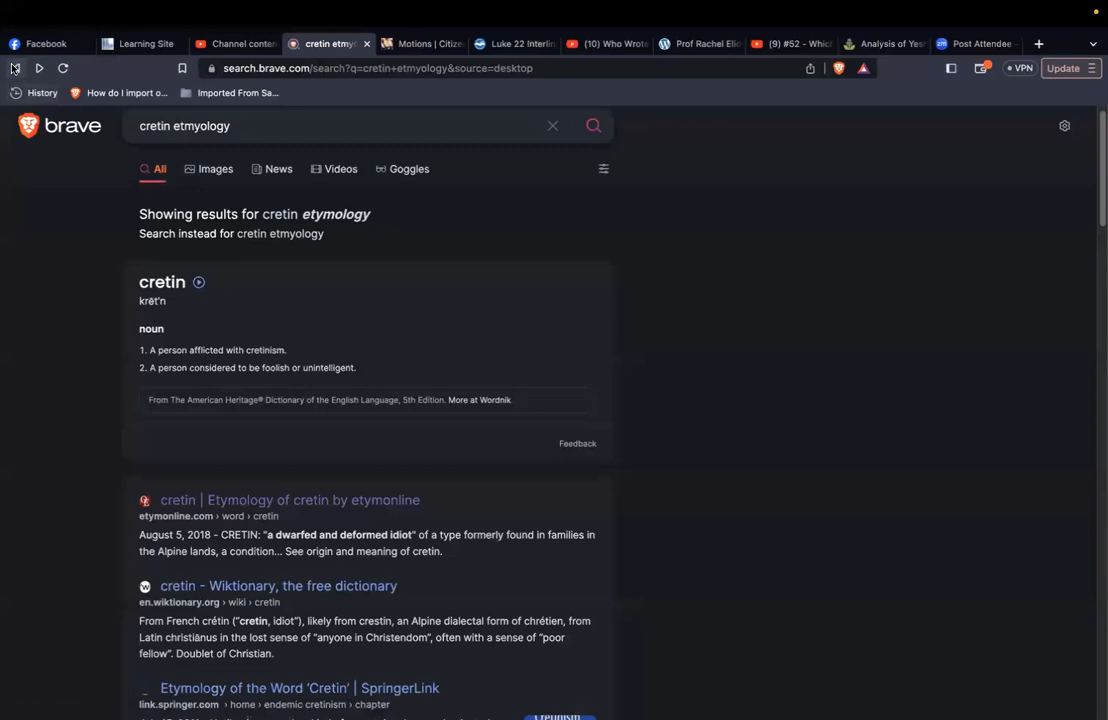 Facebook
Learning Site
Channel conten
cretin etmy
Motions | Citize
Luke 22 Interlin
(10) Who Wrote
Prof Rachel Elio
(9) #52 - Which
Analysis of Yes
Post Attendee -
search.brave.com/search?q=cretin+etmyology&source=desktop
VPN
Update
History
How do I import o...
Imported From Sa...
brave
cretin etmyology
All
Images
News
Videos
Goggles
Showing results for cretin etymology
Search instead for cretin etmyology
cretin
krēt'n
noun
1. A person afflicted with cretinism.
2. A person considered to be foolish or unintelligent.
From The American Heritage® Dictionary of the English Language, 5th Edition. More at Wordnik
Feedback
cretin | Etymology of cretin by etymonline
etymonline.com › word › cretin
August 5, 2018 - CRETIN: "a dwarfed and deformed idiot" of a type formerly found in families in
the Alpine lands, a condition... See origin and meaning of cretin.
cretin - Wiktionary, the free dictionary
en.wiktionary.org › wiki › cretin
From French crétin ("cretin, idiot"), likely from crestin, an Alpine dialectal form of chrétien, from
Latin christiānus in the lost sense of "anyone in Christendom", often with a sense of "poor
fellow". Doublet of Christian.
Etymology of the Word 'Cretin' | SpringerLink
link.springer.com › home › endemic cretinism › chapter
Cretinism